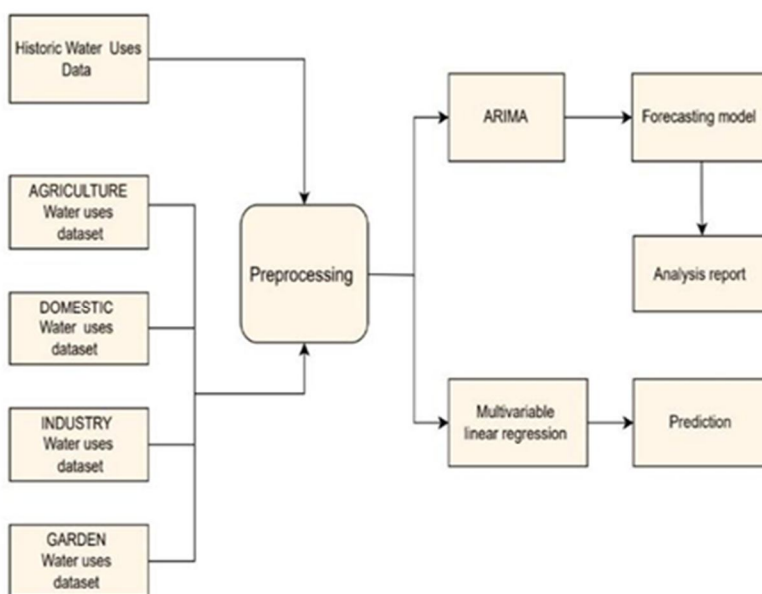 Historic Water Uses
Data
AGRICULTURE
Water uses
dataset
DOMESTIC
Water uses
dataset
INDUSTRY
Water uses
dataset
GARDEN
Water uses
dataset
Preprocessing
ARIMA
Forecasting model
Analysis report
Multivariable
linear regression
Prediction